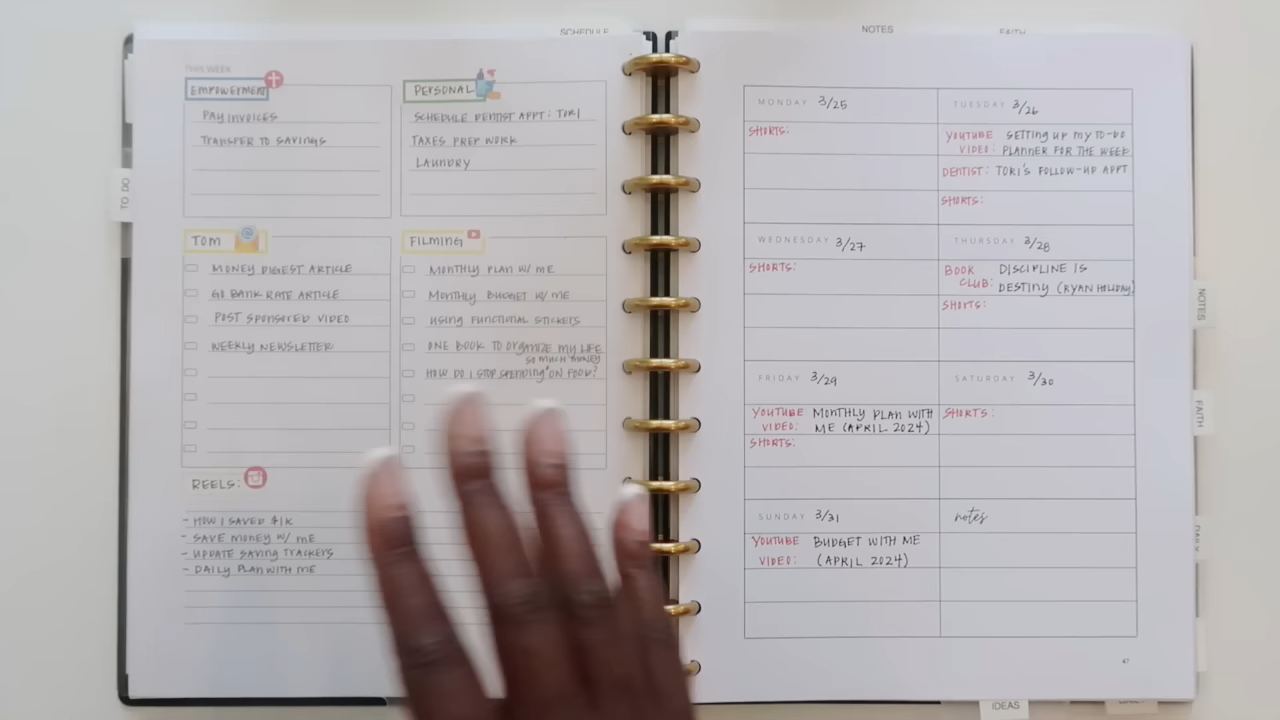 SCHEDULE
NOTES
FAITH
THIS WEEK
EMPOWERMENT
PAY INVOICES
TRANSFER TO SAVINGS
PERSONAL
SCHEDULE DENTIST APPT: TORI
TAXES PREP WORK
LAUNDRY
TO DO
TOM
MONEY DIGEST ARTICLE
GO BANK RATE ARTICLE
POST SPONSORED VIDEO
WEEKLY NEWSLETTER
FILMING
MONTHLY PLAN W/ ME
MONTHLY BUDGET W/ ME
USING FUNCTIONAL STICKERS
ONE BOOK TO ORGANIZE MY LIFE
SO MUCH MONEY
HOW DO I STOP SPENDING ON FOOD?
REELS:
- HOW I SAVED $1K
- SAVE MONEY W/ ME
- UPDATE SAVING TRACKERS
- DAILY PLAN WITH ME
MONDAY 3/25
SHORTS:
TUESDAY 3/26
YOUTUBE SETTING UP MY TO-DO
VIDEO: PLANNER FOR THE WEEK
DENTIST: TORI'S FOLLOW-UP APPT
SHORTS:
WEDNESDAY 3/27
SHORTS:
THURSDAY 3/28
BOOK DISCIPLINE IS
CLUB: DESTINY (RYAN HOLIDAY)
SHORTS:
FRIDAY 3/29
YOUTUBE MONTHLY PLAN WITH
VIDEO: ME (APRIL 2024)
SHORTS:
SATURDAY 3/30
SHORTS:
SUNDAY 3/31
YOUTUBE BUDGET WITH ME
VIDEO: (APRIL 2024)
notes
47
NOTES
FAITH
IDEAS